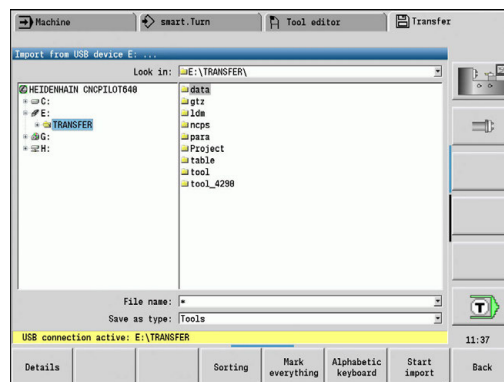 Machine
smart.Turn
Tool editor
Transfer
Import from USB device E: ...
Look in: E:\TRANSFER\
HEIDENHAIN CNCPILOT640
C:
E:
TRANSFER
G:
H:
data
gtz
ldm
ncps
para
Project
table
tool
tool_4290
File name: *
Save as type: Tools
USB connection active: E:\TRANSFER
T
11:37
Details
Sorting
Mark everything
Alphabetic keyboard
Start import
Back